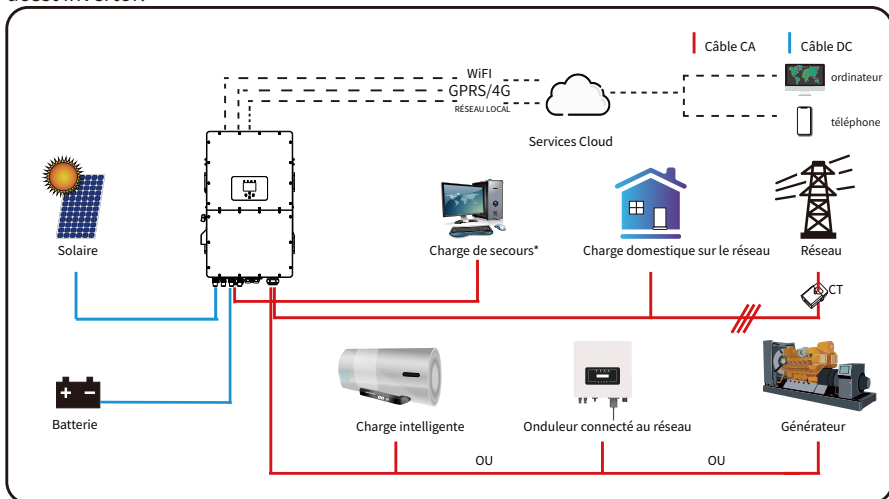 Câble CA
Câble DC
WiFI
GPRS/4G
RÉSEAU LOCAL
Services Cloud
ordinateur
téléphone
Solaire
Charge de secours*
Charge domestique sur le réseau
Réseau
CT
Batterie
Charge intelligente
Onduleur connecté au réseau
Générateur
OU
OU